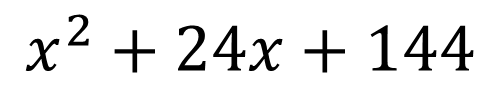 x² + 24x + 144